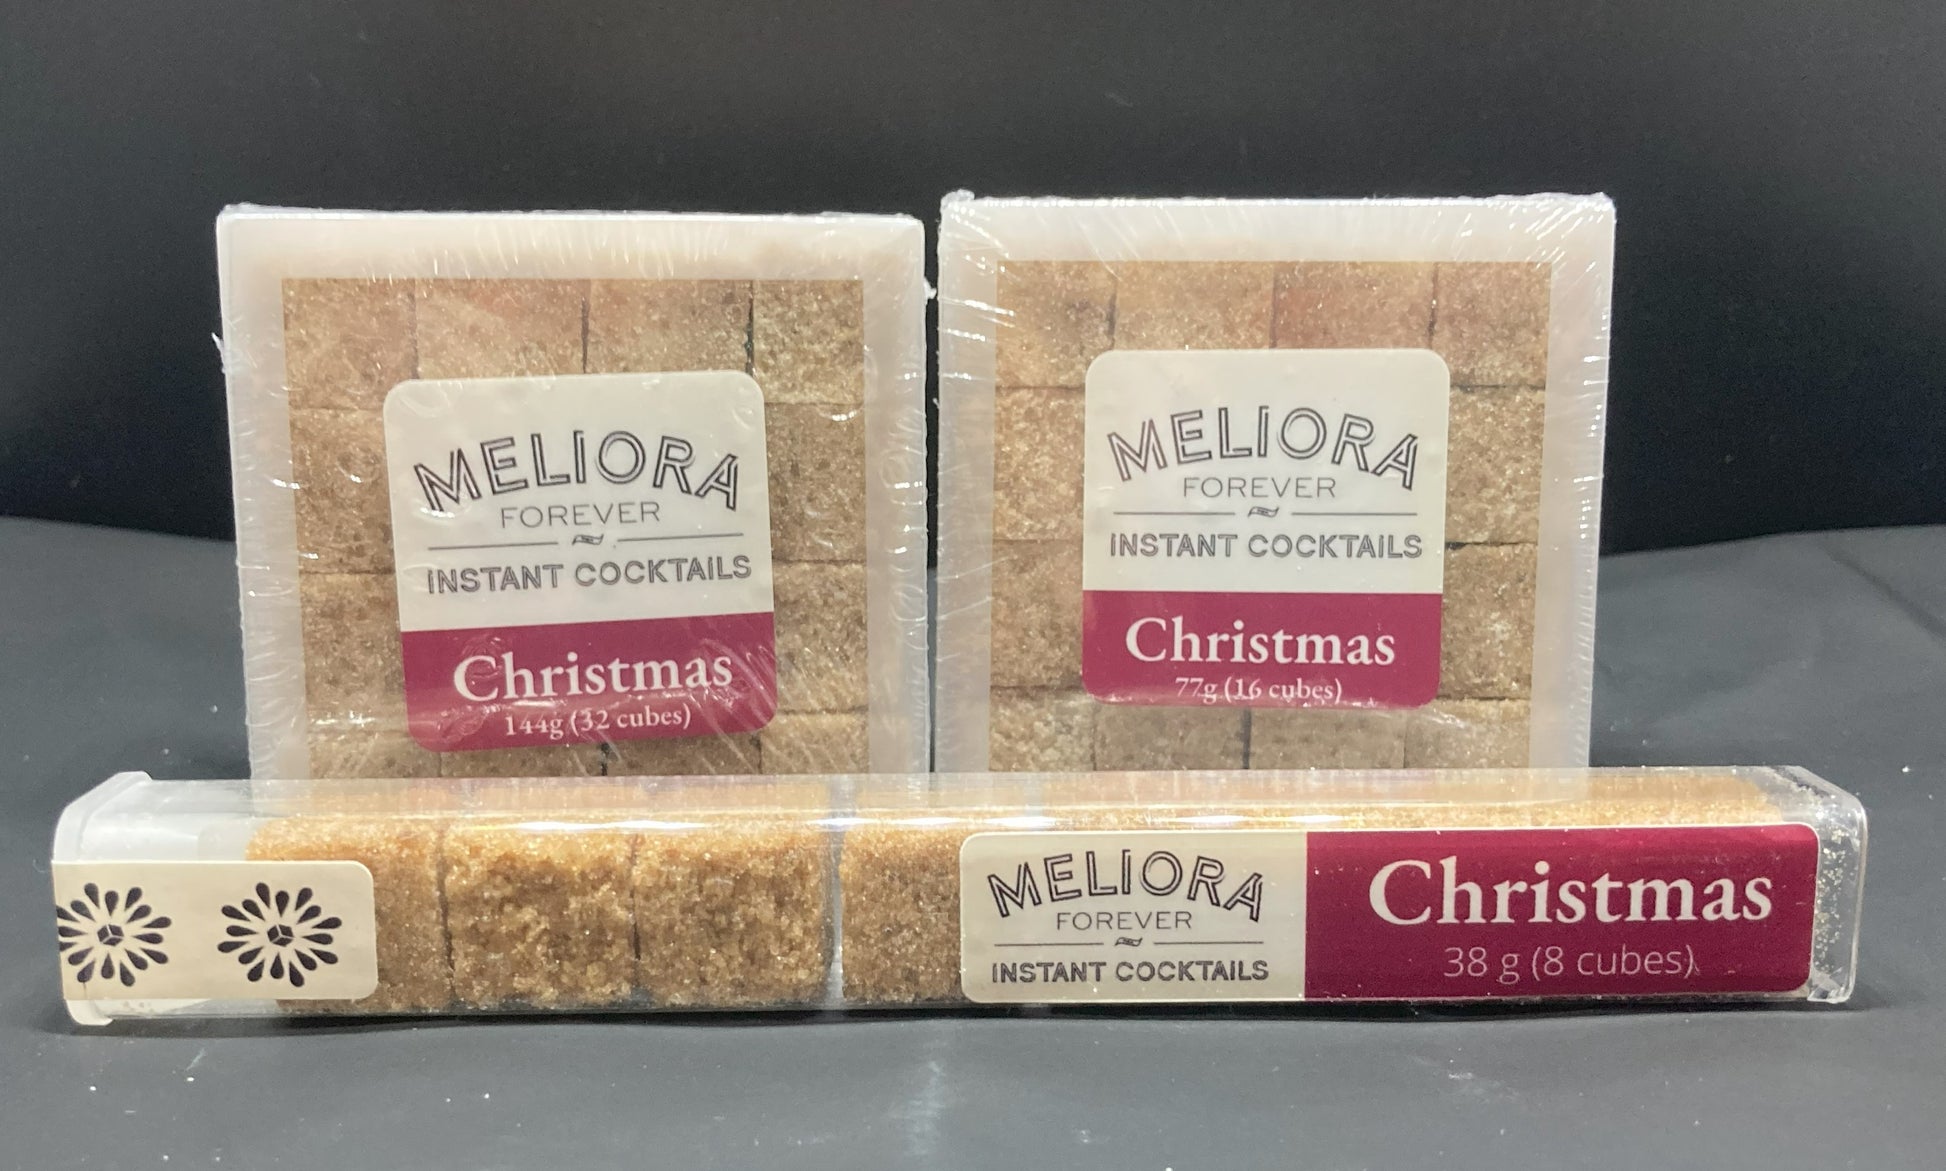 MELIORA
FOREVER
INSTANT COCKTAILS
Christmas
144g (32 cubes)
MELIORA
FOREVER
INSTANT COCKTAILS
Christmas
77g (16 cubes)
MELIORA
FOREVER
INSTANT COCKTAILS
Christmas
38 g (8 cubes)